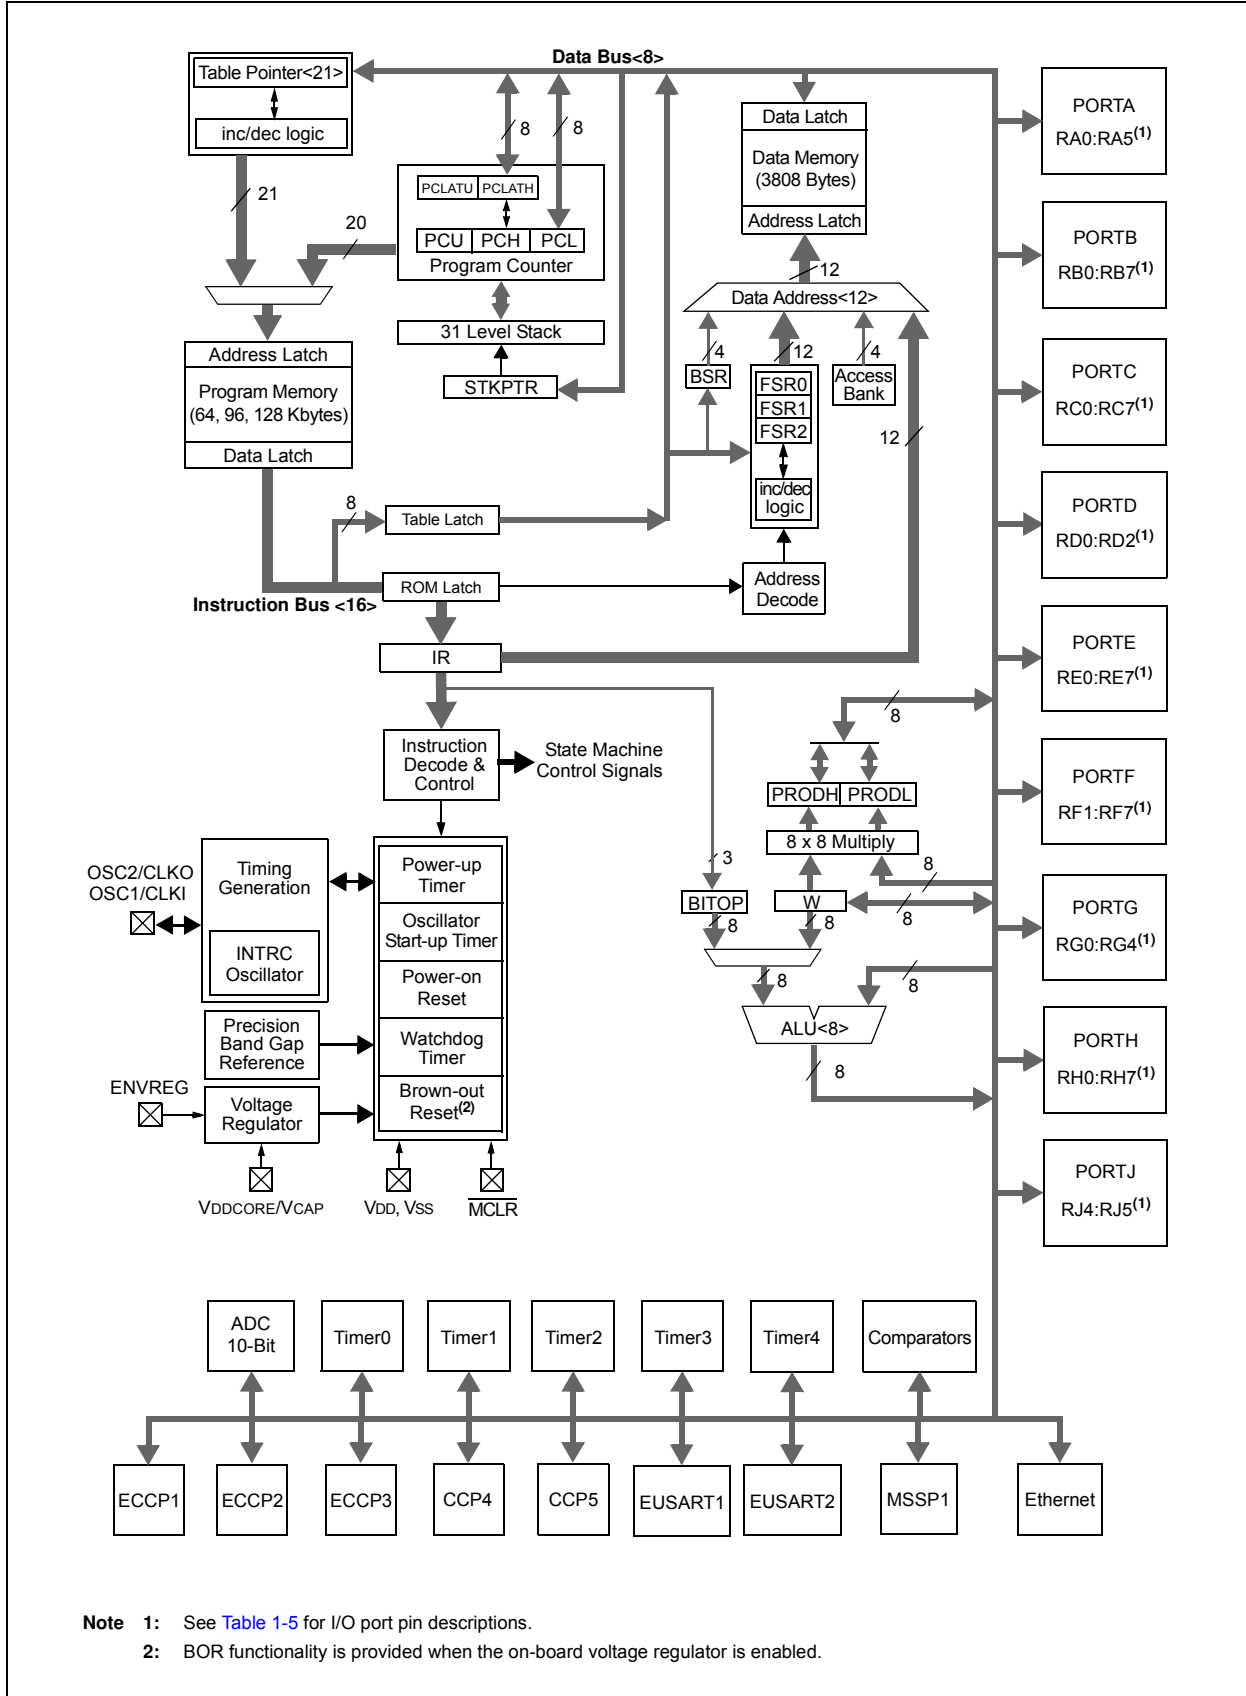 Data Bus<8>
Table Pointer<21>
inc/dec logic
21
8
8
PCLATU PCLATH
PCU PCH PCL
Program Counter
20
31 Level Stack
STKPTR
Address Latch
Program Memory
(64, 96, 128 Kbytes)
Data Latch
8
Table Latch
ROM Latch
Instruction Bus <16>
IR
Data Latch
Data Memory
(3808 Bytes)
Address Latch
12
Data Address<12>
4
12
4
BSR
FSR0
FSR1
FSR2
inc/dec
logic
Access
Bank
12
Address
Decode
Instruction
Decode &
Control
State Machine
Control Signals
8
PRODH PRODL
8 x 8 Multiply
3
8
BITOP
W
8
8
8
8
8
ALU<8>
8
OSC2/CLKO
OSC1/CLKI
Timing
Generation
INTRC
Oscillator
Power-up
Timer
Oscillator
Start-up Timer
Power-on
Reset
Watchdog
Timer
Brown-out
Reset(2)
Precision
Band Gap
Reference
ENVREG
Voltage
Regulator
VDDCORE/VCAP
VDD, VSS
MCLR
PORTA
RA0:RA5(1)
PORTB
RB0:RB7(1)
PORTC
RC0:RC7(1)
PORTD
RD0:RD2(1)
PORTE
RE0:RE7(1)
PORTF
RF1:RF7(1)
PORTG
RG0:RG4(1)
PORTH
RH0:RH7(1)
PORTJ
RJ4:RJ5(1)
ADC
10-Bit
Timer0
Timer1
Timer2
Timer3
Timer4
Comparators
ECCP1
ECCP2
ECCP3
CCP4
CCP5
EUSART1
EUSART2
MSSP1
Ethernet
Note 1: See Table 1-5 for I/O port pin descriptions.
2: BOR functionality is provided when the on-board voltage regulator is enabled.